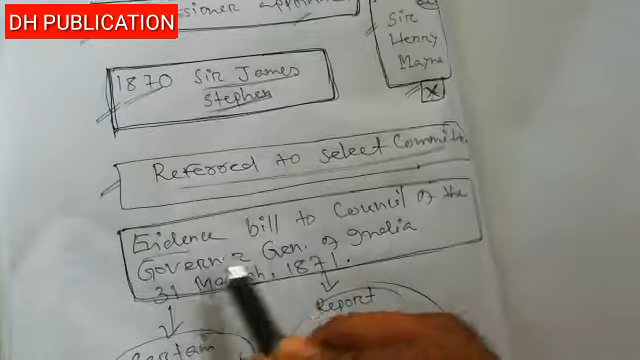 DH PUBLICATION
Sir
Henry
Mayne
X
1870 Sir James
Stephen
Referred to select Committ
Evidence bill to Council of the
Governor Gen. of India
31 March, 1871.
Report